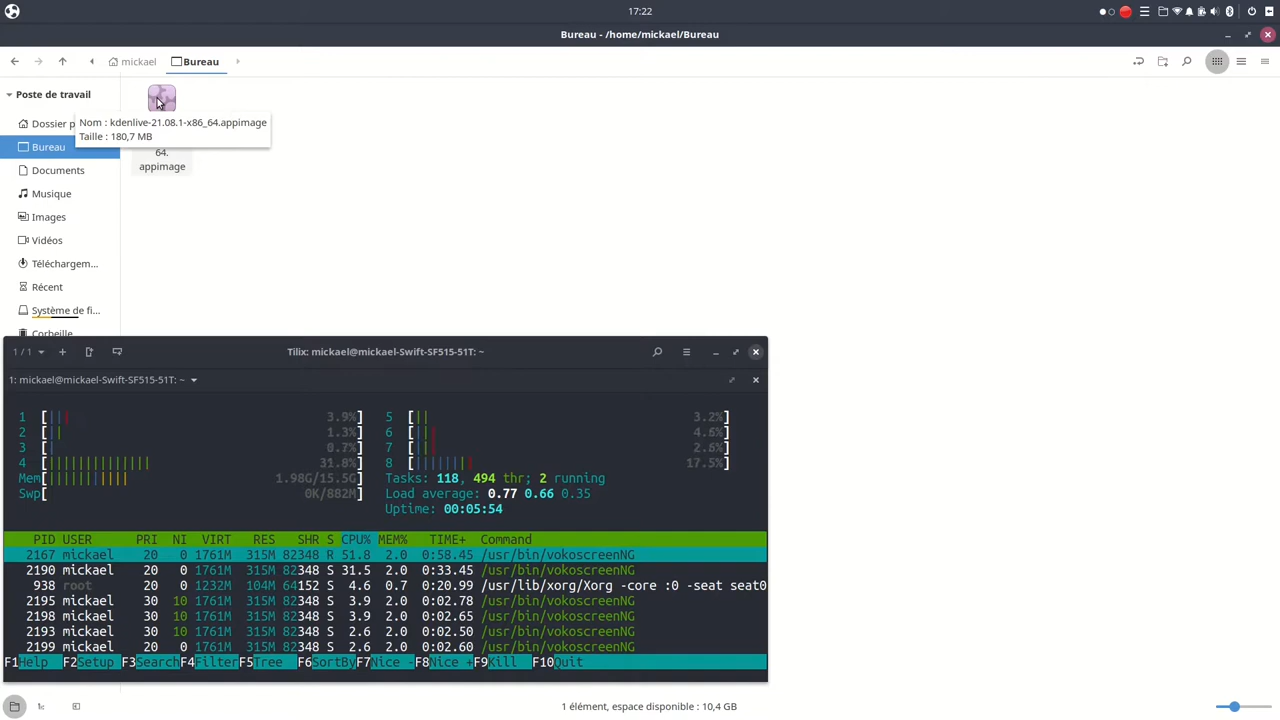 17:22
Bureau - /home/mickael/Bureau
mickael
Bureau
Poste de travail
Dossier p
Nom : kdenlive-21.08.1-x86_64.appimage
Taille : 180,7 MB
Bureau
64.
appimage
Documents
Musique
Images
Vidéos
Téléchargem...
Récent
Système de fi...
Corbeille
1 / 1
Tilix: mickael@mickael-Swift-SF515-51T: ~
1: mickael@mickael-Swift-SF515-51T: ~
1 [||| 3.9%] 5 [|| 3.2%]
2 [|| 1.3%] 6 [||| 4.6%]
3 [| 0.7%] 7 [||| 2.6%]
4 [|||||||||||||| 31.8%] 8 [|||||||| 17.5%]
Mem[||||||||||| 1.98G/15.5G] Tasks: 118, 494 thr; 2 running
Swp[ 0K/882M] Load average: 0.77 0.66 0.35
Uptime: 00:05:54
PID USER PRI NI VIRT RES SHR S CPU% MEM% TIME+ Command
2167 mickael 20 0 1761M 315M 82348 R 51.8 2.0 0:58.45 /usr/bin/vokoscreenNG
2190 mickael 20 0 1761M 315M 82348 S 31.5 2.0 0:33.45 /usr/bin/vokoscreenNG
938 root 20 0 1232M 104M 64152 S 4.6 0.7 0:20.99 /usr/lib/xorg/Xorg -core :0 -seat seat0
2195 mickael 30 10 1761M 315M 82348 S 3.9 2.0 0:02.78 /usr/bin/vokoscreenNG
2198 mickael 30 10 1761M 315M 82348 S 3.9 2.0 0:02.65 /usr/bin/vokoscreenNG
2193 mickael 30 10 1761M 315M 82348 S 2.6 2.0 0:02.50 /usr/bin/vokoscreenNG
2199 mickael 20 0 1761M 315M 82348 S 2.6 2.0 0:02.60 /usr/bin/vokoscreenNG
F1Help F2Setup F3SearchF4FilterF5Tree F6SortByF7Nice -F8Nice +F9Kill F10Quit
1 élément, espace disponible : 10,4 GB